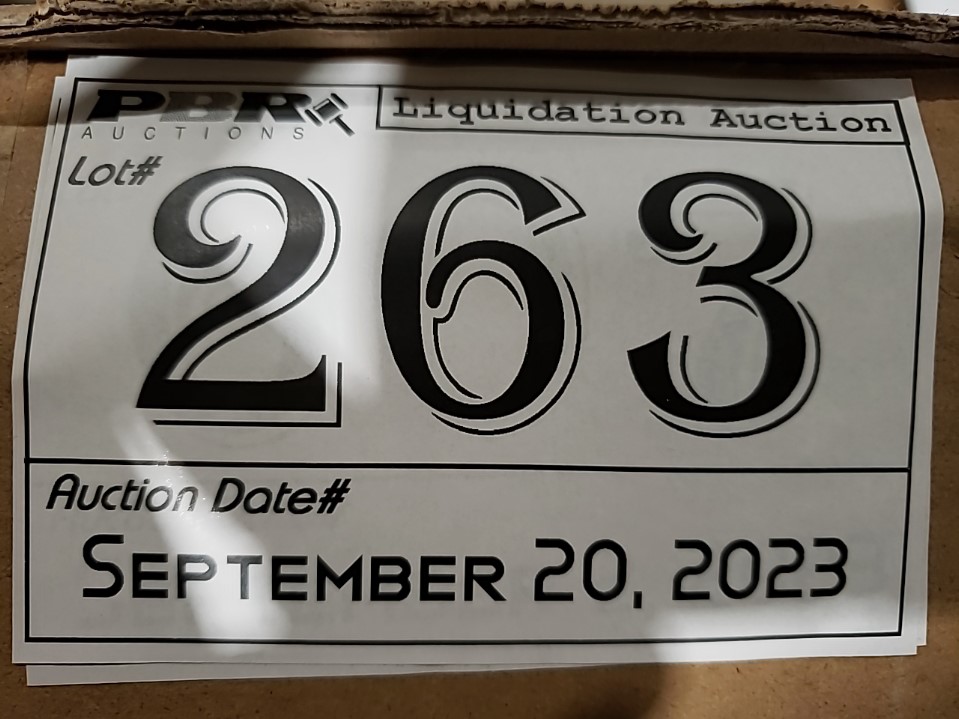 PBR
AUCTIONS
Liquidation Auction
Lot#
263
Auction Date#
September 20, 2023